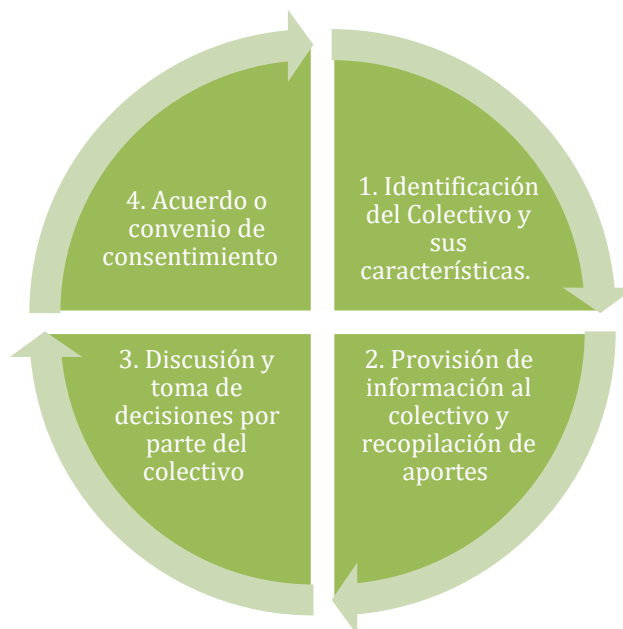 1. Identificación
del Colectivo y
sus
características.
2. Provisión de
información al
colectivo y
recopilación de
aportes
3. Discusión y
toma de
decisiones por
parte del
colectivo
4. Acuerdo o
convenio de
consentimiento